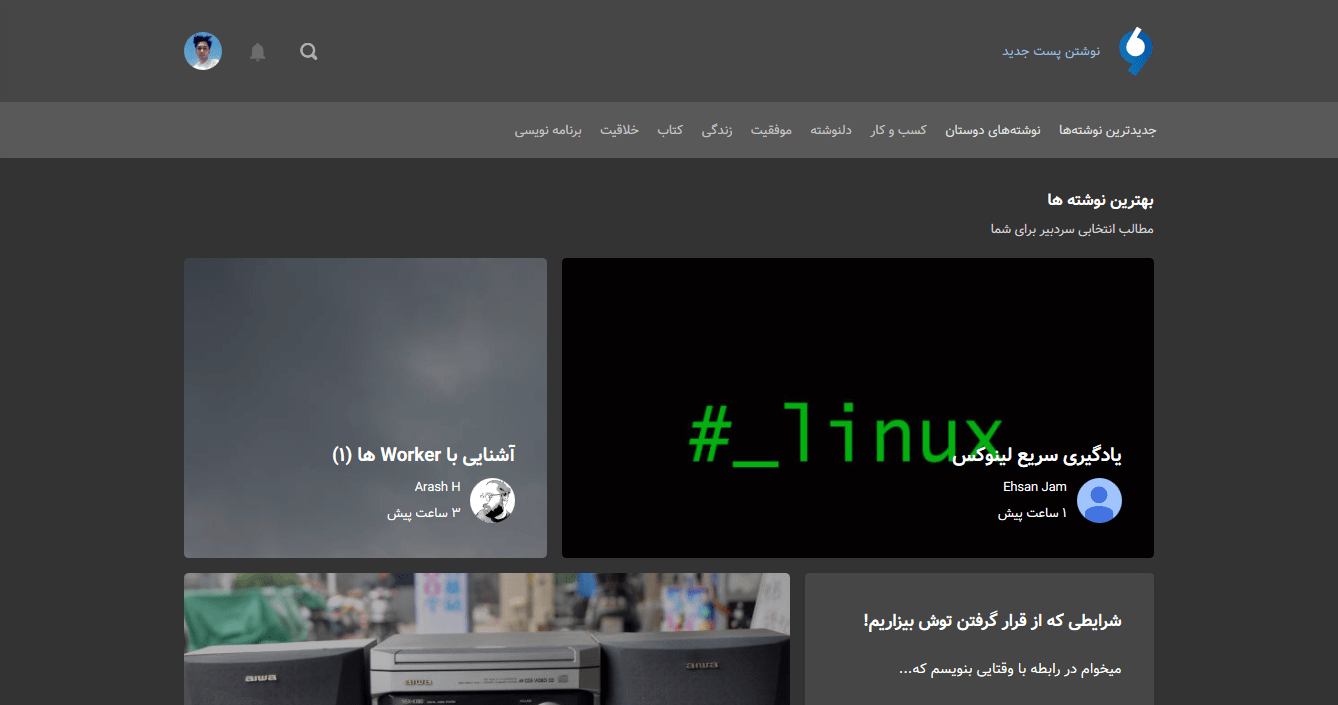 نوشتن پست جدید
جدیدترین نوشته‌ها نوشته‌های دوستان کسب و کار دلنوشته موفقیت زندگی کتاب خلاقیت برنامه نویسی
بهترین نوشته ها
مطالب انتخابی سردبیر برای شما
#_linux
یادگیری سریع لینوکس
Ehsan Jam
۱ ساعت پیش
آشنایی با Worker ها (۱)
Arash H
۳ ساعت پیش
شرایطی که از قرار گرفتن توش بیزاریم!
میخوام در رابطه با وقتایی بنویسم که...
aiwa aiwa aiwa